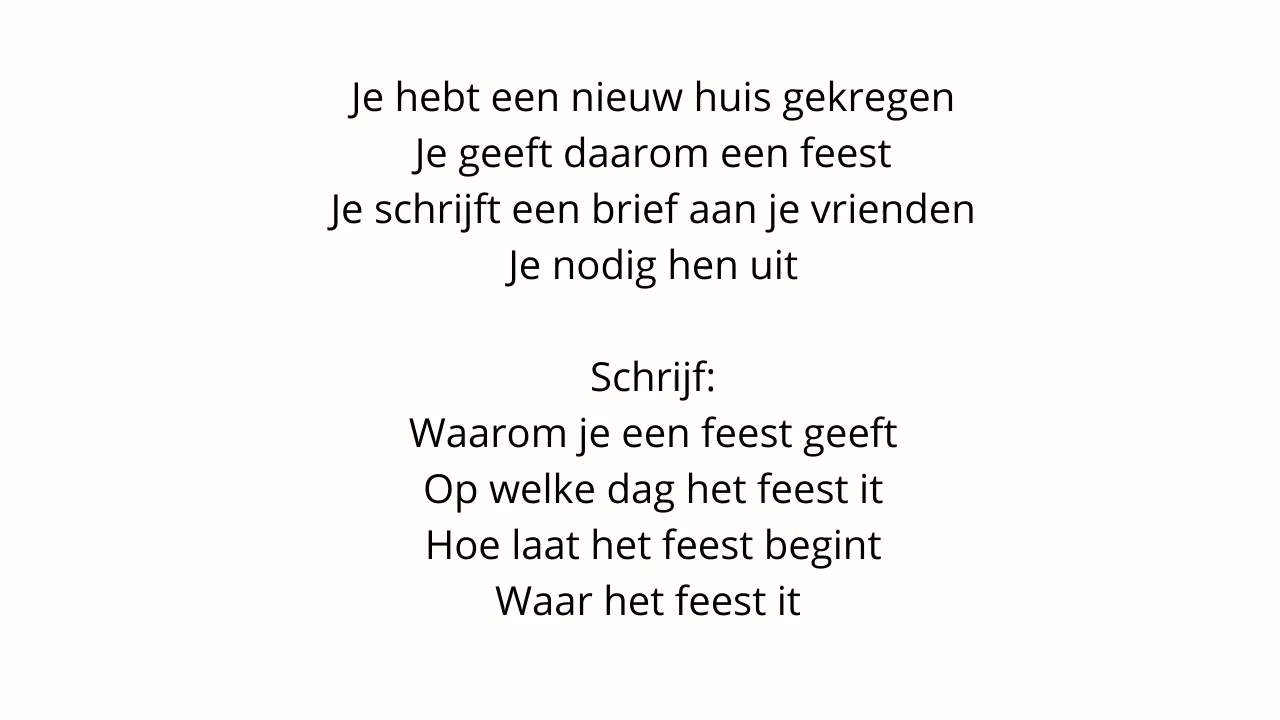 Je hebt een nieuw huis gekregen
Je geeft daarom een feest
Je schrijft een brief aan je vrienden
Je nodig hen uit
Schrijf:
Waarom je een feest geeft
Op welke dag het feest it
Hoe laat het feest begint
Waar het feest it